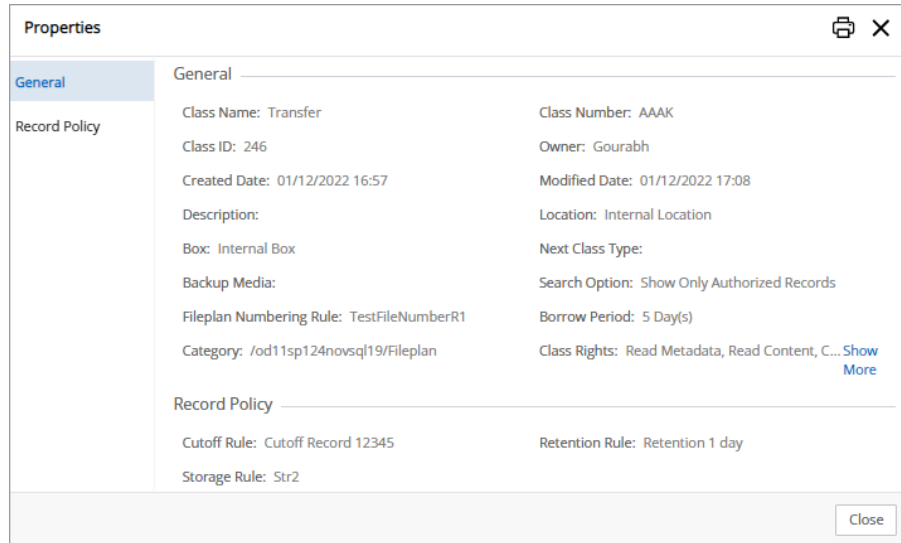 Properties
General
Record Policy
General
Class Name: Transfer
Class Number: AAAK
Class ID: 246
Owner: Gourabh
Created Date: 01/12/2022 16:57
Modified Date: 01/12/2022 17:08
Description:
Location: Internal Location
Box: Internal Box
Next Class Type:
Backup Media:
Search Option: Show Only Authorized Records
Fileplan Numbering Rule: TestFileNumberR1
Borrow Period: 5 Day(s)
Category: /od11sp124novsql19/Fileplan
Class Rights: Read Metadata, Read Content, C... Show
More
Record Policy
Cutoff Rule: Cutoff Record 12345
Retention Rule: Retention 1 day
Storage Rule: Str2
Close